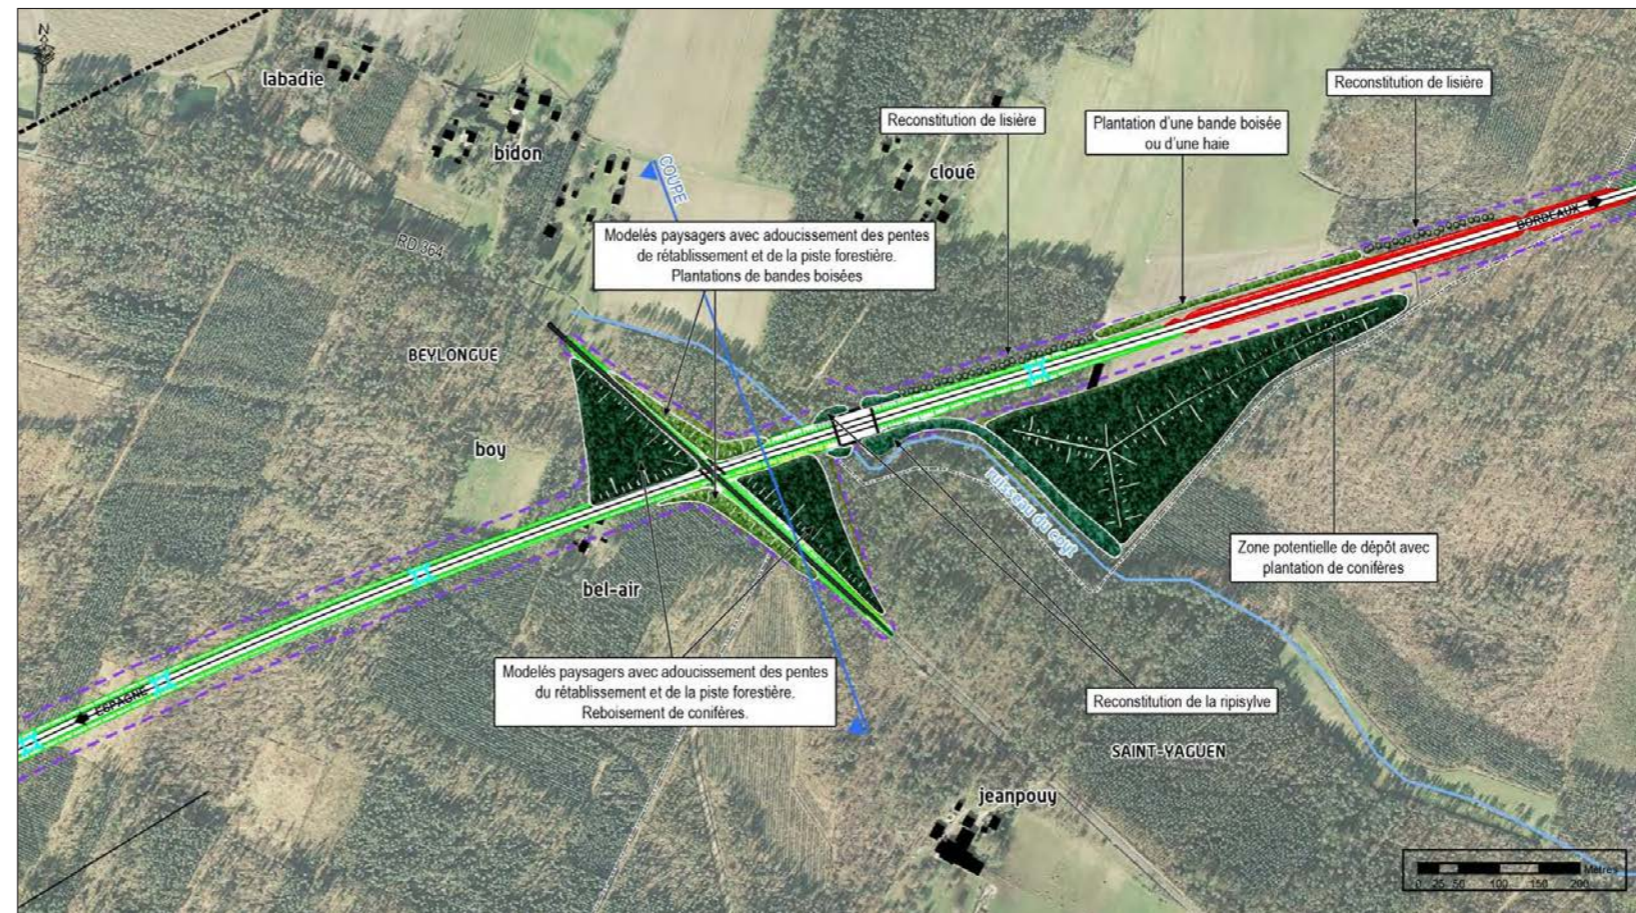 N
labadie
bidon
RD 364
COUPE
Reconstitution de lisière
cloué
Plantation d'une bande boisée
ou d'une haie
Reconstitution de lisière
BORDEAUX
Modelés paysagers avec adoucissement des pentes
de rétablissement et de la piste forestière.
Plantations de bandes boisées
BEYLONGUE
boy
bel-air
ruisseau du coyt
Zone potentielle de dépôt avec
plantation de conifères
Modelés paysagers avec adoucissement des pentes
du rétablissement et de la piste forestière.
Reboisement de conifères.
Reconstitution de la ripisylve
ESPAGNE
SAINT-YAGUEN
jeanpouy
Mètres
0 25 50 100 150 200